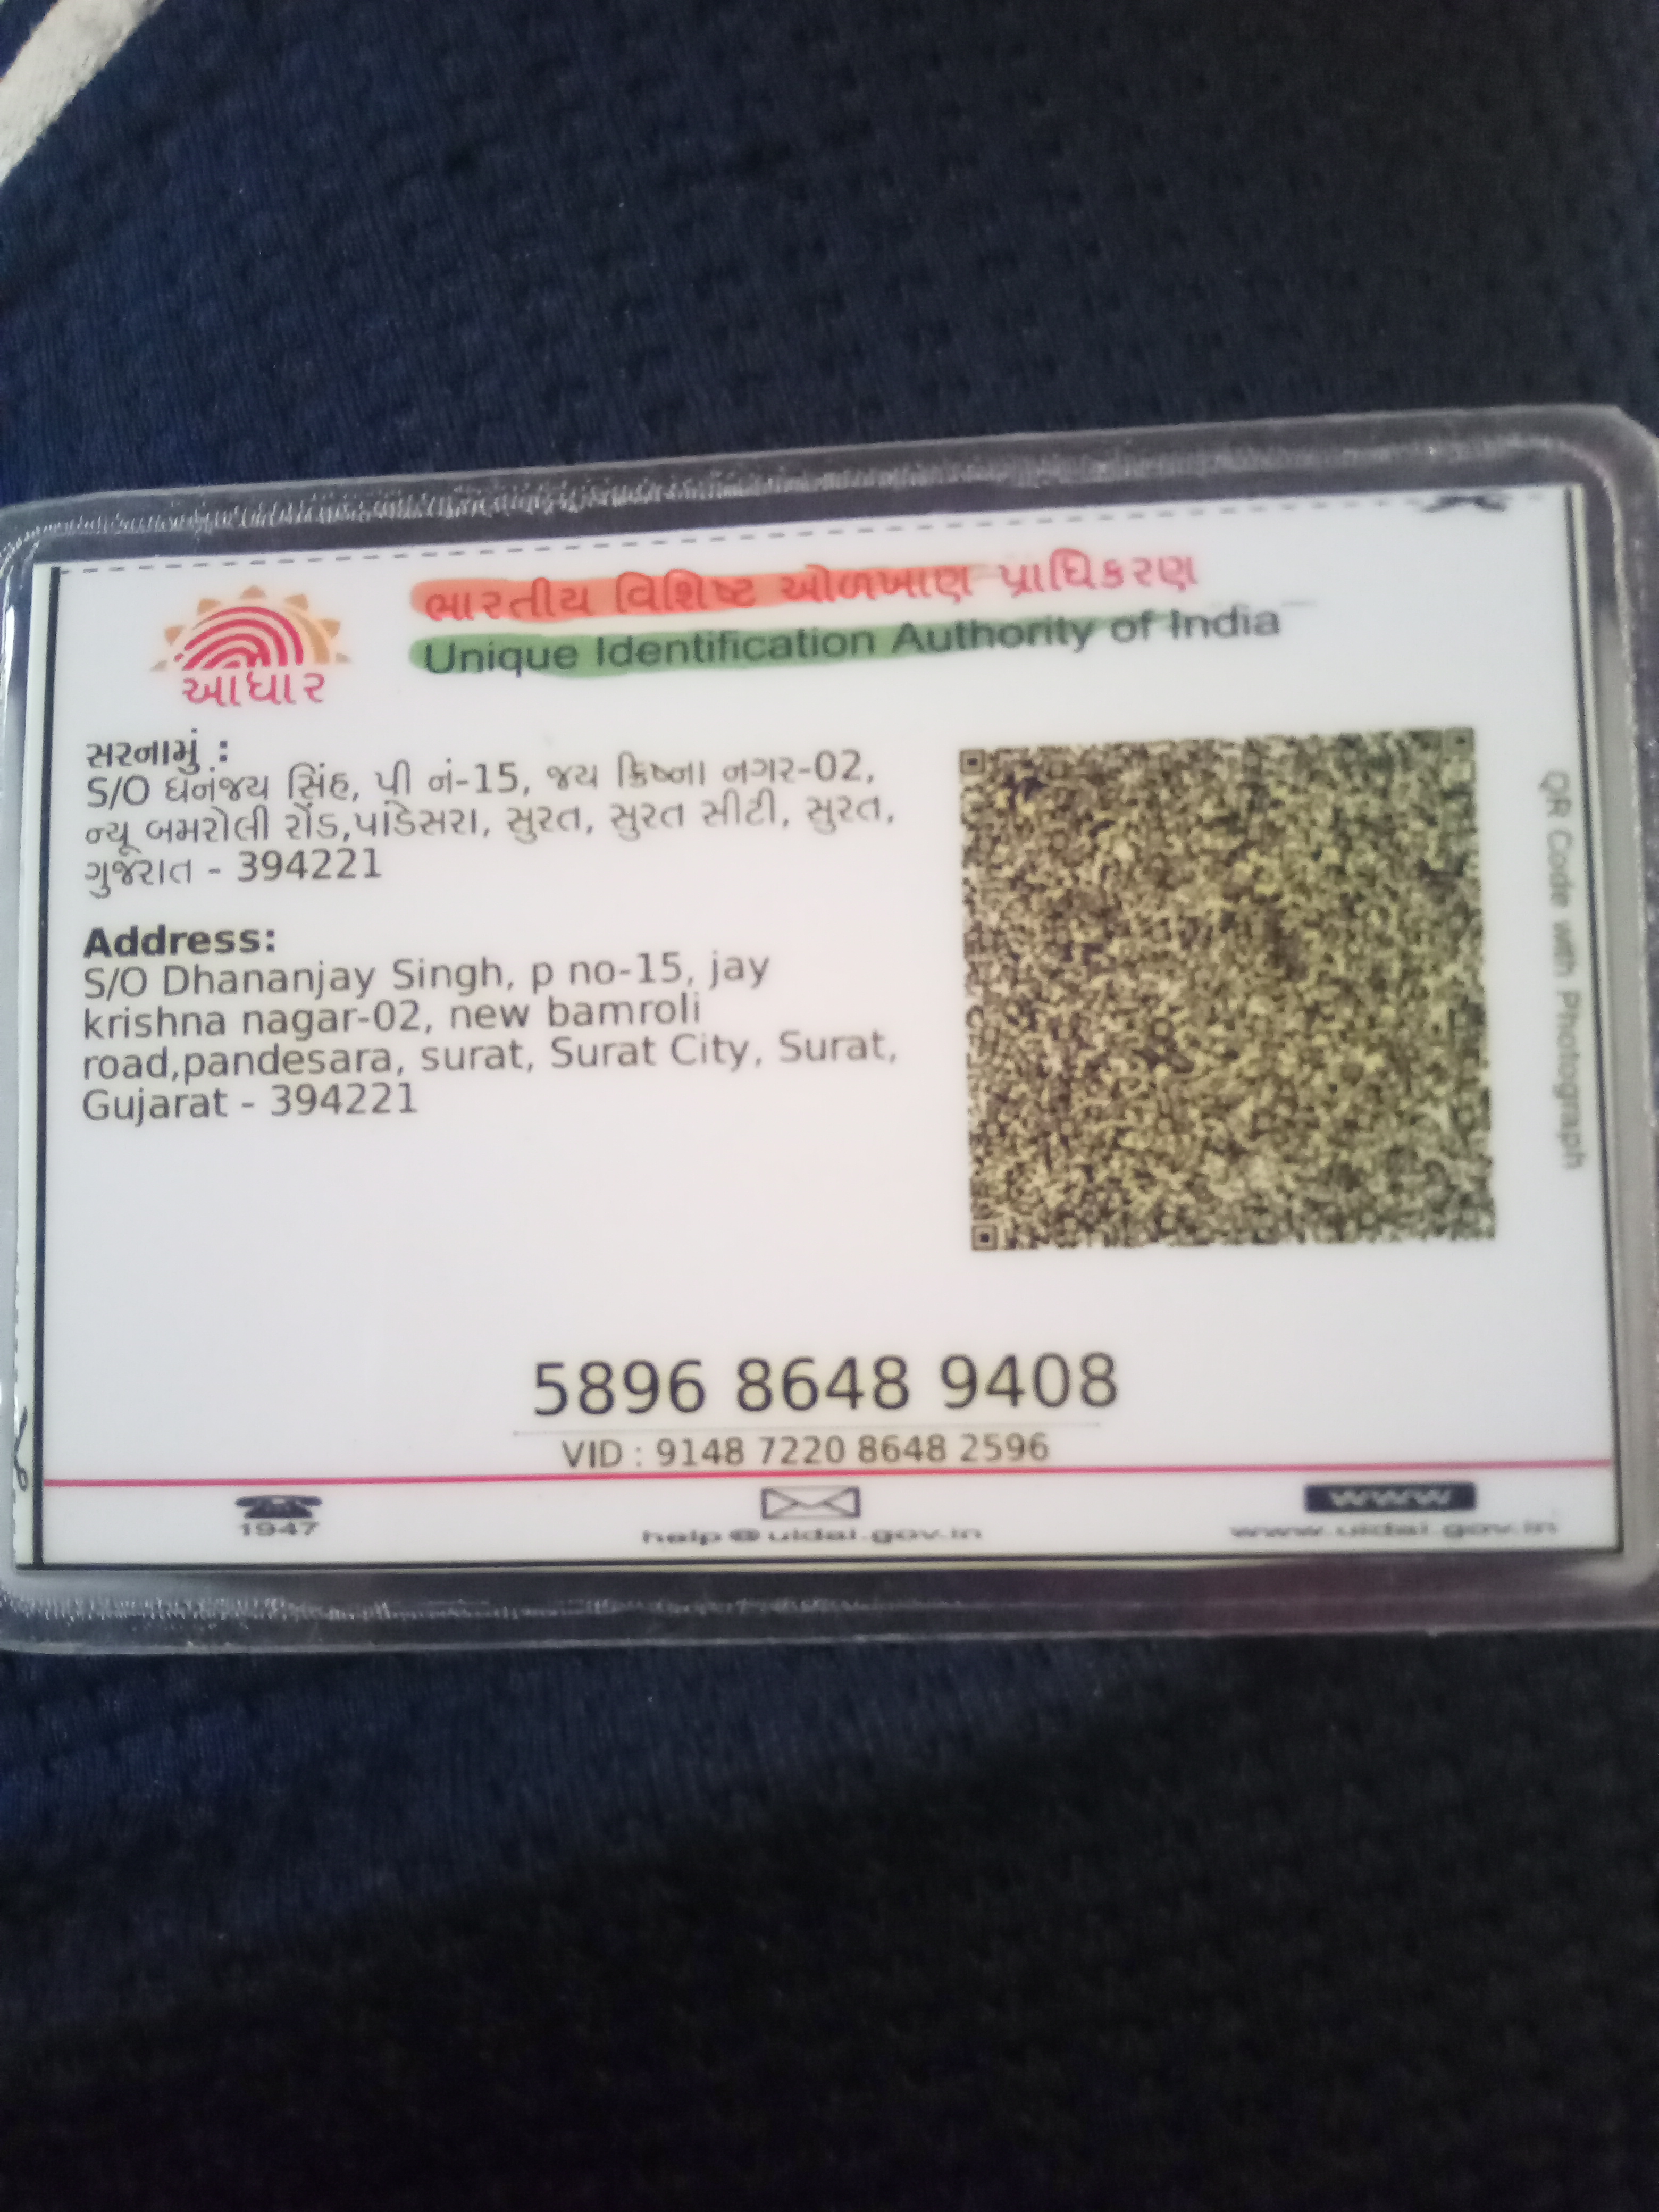 ભારતીય વિશિષ્ટ ઓળખાણ પ્રાધિકરણ
Unique Identification Authority of India
આધાર
સરનામું :
S/O ધનંજય સિંહ, પી નં-15, જય ક્રિષ્ના નગર-02,
ન્યૂ બમરોલી રોડ,પાંડેસરા, સુરત, સુરત સીટી, સુરત,
ગુજરાત - 394221
Address:
S/O Dhananjay Singh, p no-15, jay
krishna nagar-02, new bamroli
road,pandesara, surat, Surat City, Surat,
Gujarat - 394221
QR Code with Photograph
5896 8648 9408
VID : 9148 7220 8648 2596
1947
help@uidai.gov.in
www
www.uidai.gov.in